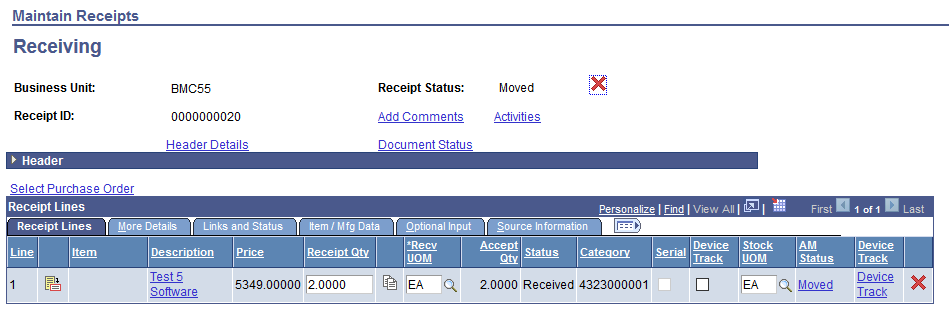 Maintain Receipts
Receiving
Business Unit: BMC55 Receipt Status: Moved
Receipt ID: 0000000020 Add Comments Activities
Header Details Document Status
Header
Select Purchase Order
Receipt Lines Personalize | Find | View All | | First 1 of 1 Last
Receipt Lines More Details Links and Status Item / Mfg Data Optional Input Source Information
Line Item Description Price Receipt Qty *Recv UOM Accept Qty Status Category Serial Device Track Stock UOM AM Status Device Track
1 Test 5 Software 5349.00000 2.0000 EA 2.0000 Received 4323000001 EA Moved Device Track